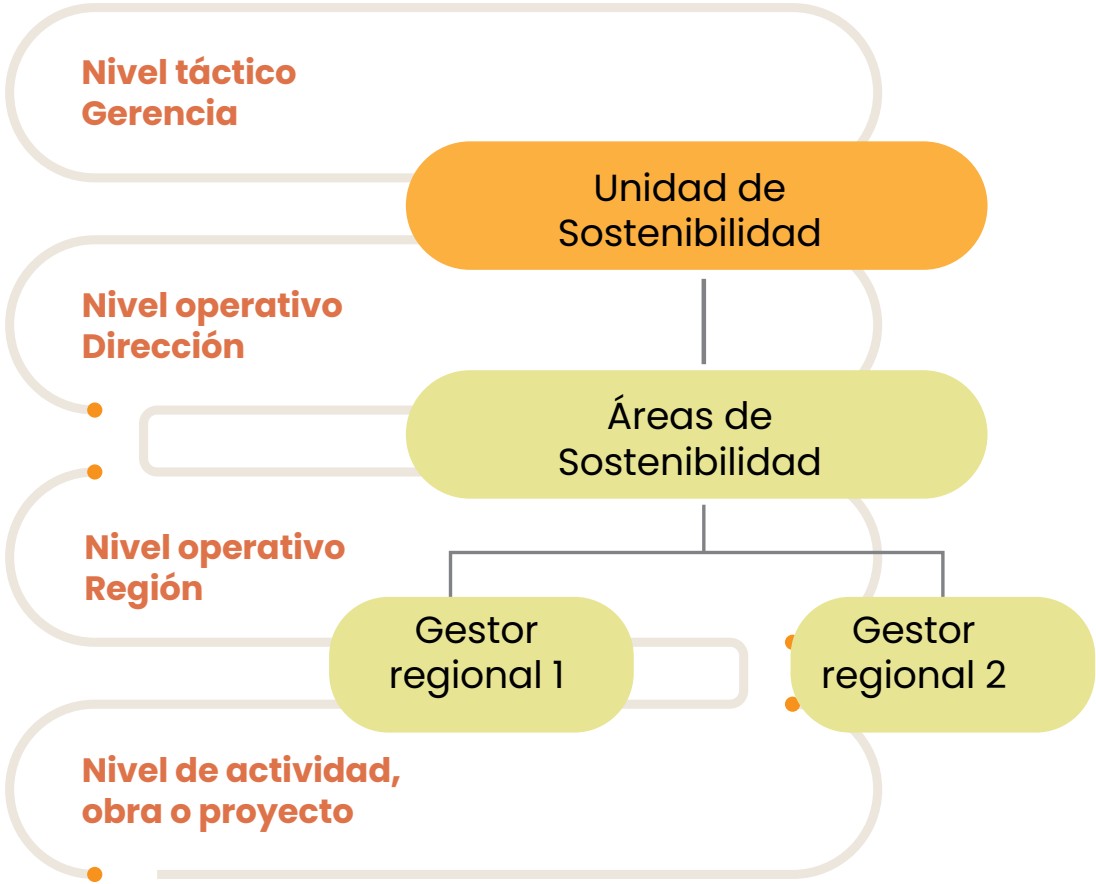 Nivel táctico
Gerencia
Unidad de
Sostenibilidad
Nivel operativo
Dirección
Áreas de
Sostenibilidad
Nivel operativo
Región
Gestor
regional 1
Gestor
regional 2
Nivel de actividad,
obra o proyecto